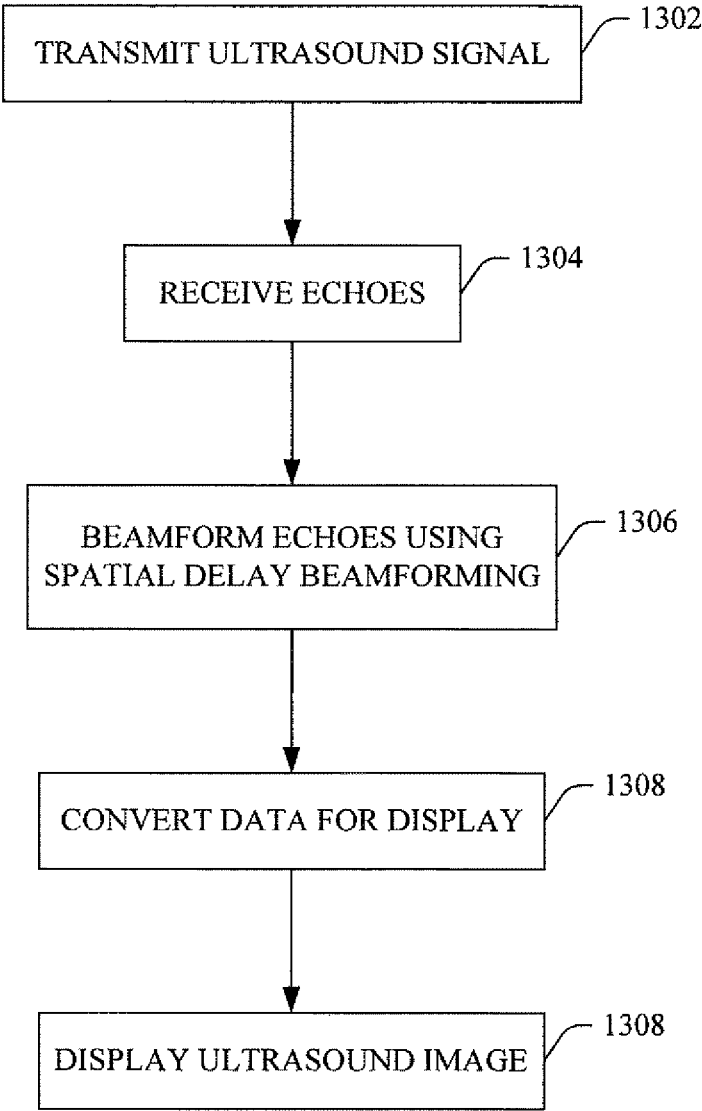 1302
TRANSMIT ULTRASOUND SIGNAL
1304
RECEIVE ECHOES
1306
BEAMFORM ECHOES USING
SPATIAL DELAY BEAMFORMING
1308
CONVERT DATA FOR DISPLAY
1308
DISPLAY ULTRASOUND IMAGE